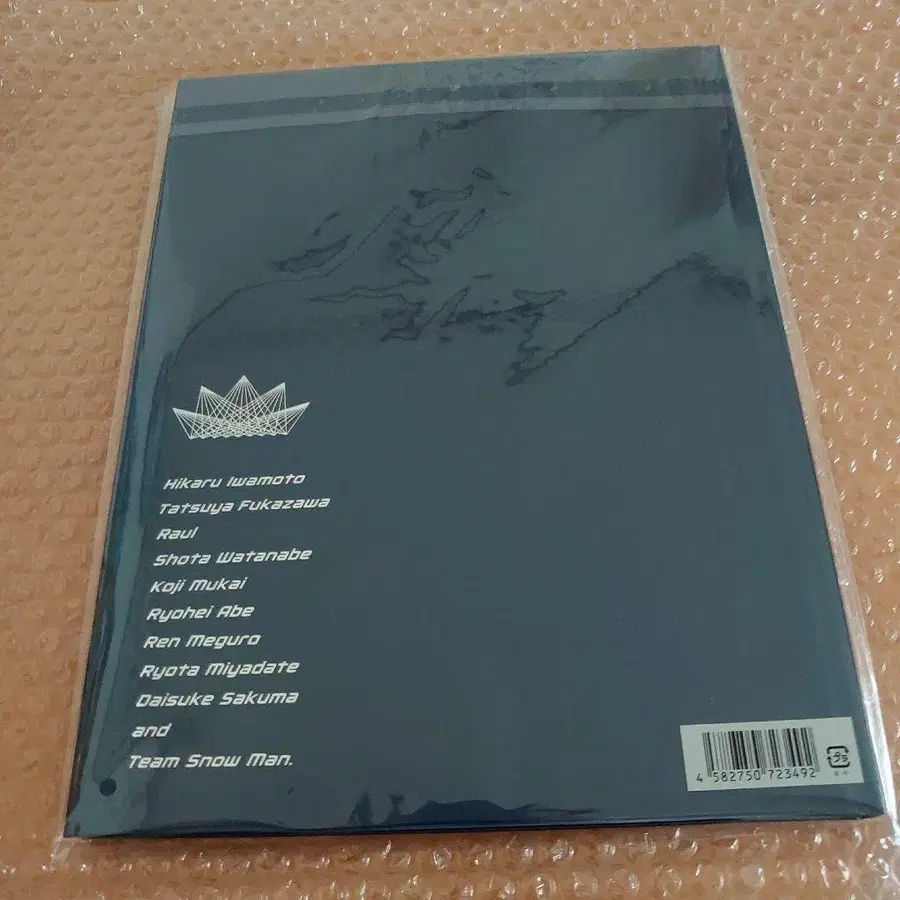 Hikaru Iwamoto
Tatsuya Fukazawa
Raul
Shota Watanabe
Koji Mukai
Ryohei Abe
Ren Meguro
Ryota Miyadate
Daisuke Sakuma
and
Team Snow Man.
4 582750 723492